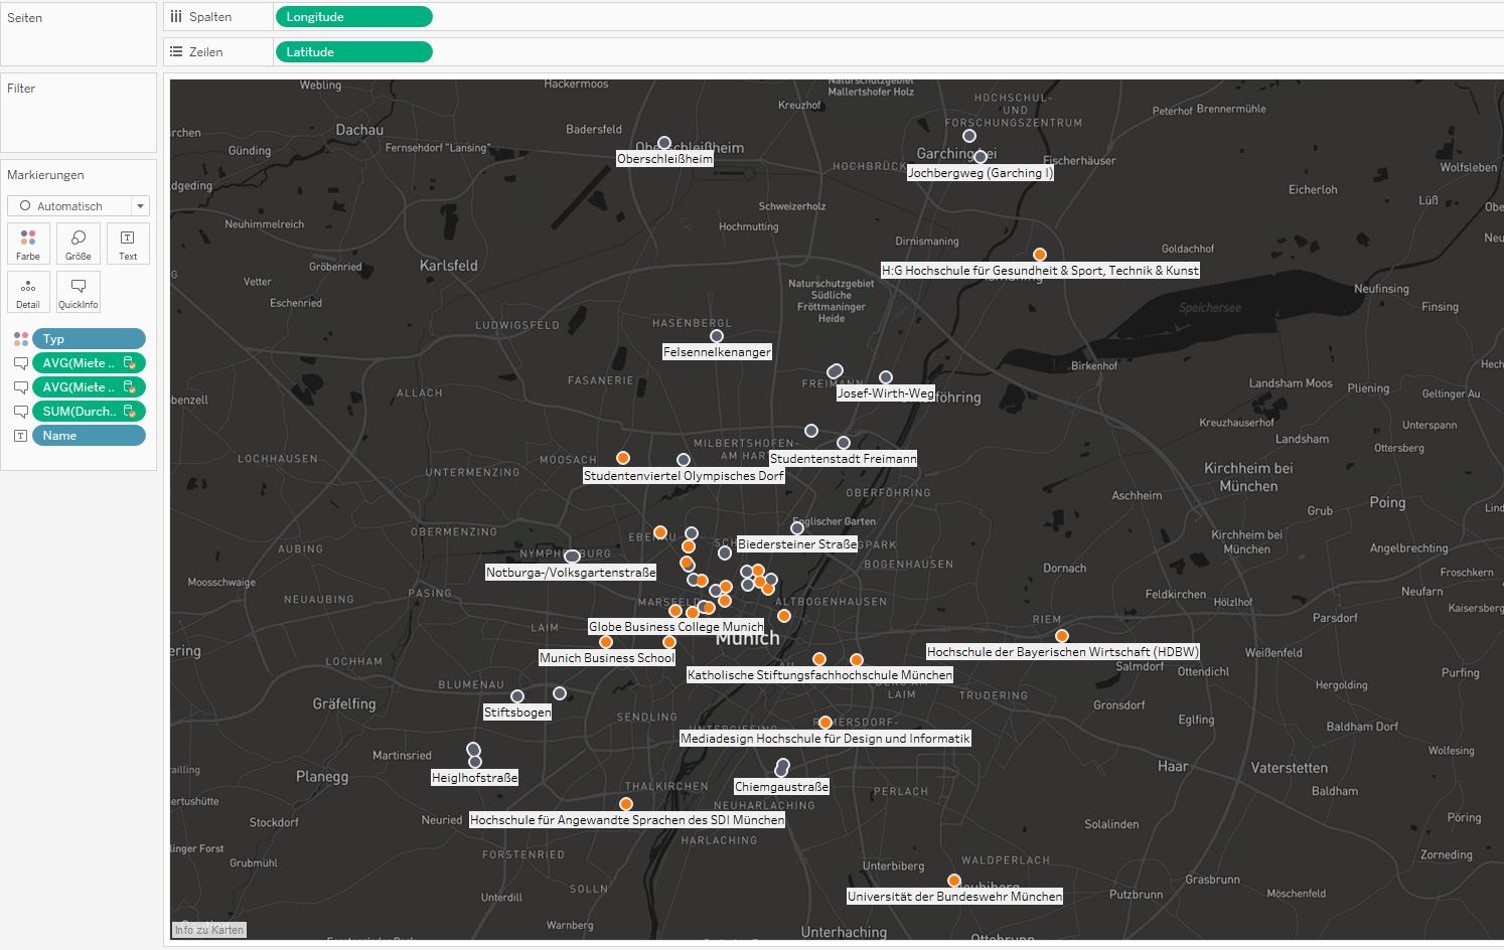 Seiten
Spalten
Longitude
Zeilen
Latitude
Filter
Markierungen
Automatisch
Farbe
Größe
Text
Detail
QuickInfo
Typ
AVG(Miete ..
AVG(Miete ..
SUM(Durch..
Name
Webling
Hackermoos
Naturschutzgebiet
Mallertshofer Holz
Kreuzhof
HOCHSCHUL-
UND
FORSCHUNGSZENTRUM
Peterhof
Brennermühle
Dachau
Badersfeld
Günding
Fernsehdorf "Lansing"
Oberschleißheim
Fischerhäuser
HOCHBRÜCK
Jochbergweg (Garching I)
Wolfsleben
Eicherloh
Lüß
Schweizerholz
Neuhimmelreich
Hochmutting
Dirnismaning
Goldachhof
Karlsfeld
Gröbenried
H:G Hochschule für Gesundheit & Sport, Technik & Kunst
Vetter
Naturschutzgebiet
Südliche
Fröttmaninger
Heide
Neufinsing
Eschenried
Speichersee
Finsing
LUDWIGSFELD
HASENBERGL
Felsennelkenanger
Birkenhof
FASANERIE
FREIMANN
Landsham Moos
Pliening
ALLACH
Josef-Wirth-Weg
Geltinger Au
Kreuzhauserhof
Unterspann
Landsham
Ottersberg
LOCHHAUSEN
MOOSACH
MILBERTSHOFEN-
Studentenstadt Freimann
UNTERMENZING
Studentenviertel Olympisches Dorf
Kirchheim bei
München
OBERFÖHRING
Aschheim
Poing
Grub
Englischer Garten
OBERMENZING
Biedersteiner Straße
Kirchheim bei
München
Angelbrechting
AUBING
BOGENHAUSEN
Dornach
Notburga-/Volksgartenstraße
Froschkern
Moosschwaige
PASING
Feldkirchen
Neufarn
NEUAUBING
ALTBOGENHAUSEN
Hölzlhof
Parsdorf
LAIM
Globe Business College Munich
RIEM
Munich
Hochschule der Bayerischen Wirtschaft (HDBW)
Weißenfeld
LOCHHAM
Munich Business School
Salmdorf
Ottendichl
Purfing
Katholische Stiftungsfachhochschule München
BLUMENAU
LAIM
TRUDERING
Hergolding
Gräfelfing
Stiftsbogen
Gronsdorf
SENDLING
Eglfing
Baldham Dorf
Mediadesign Hochschule für Design und Informatik
Martinsried
Wolfesing
Planegg
Heiglhofstraße
Haar
Vaterstetten
THALKIRCHEN
Chiemgaustraße
PERLACH
Baldham
NEUHARLACHING
Stockdorf
Neuried
Hochschule für Angewandte Sprachen des SDI München
Solalinden
Pöring
HARLACHING
Grubmühl
FORSTENRIED
Unterbiberg
WALDPERLACH
Zorneding
Grasbrunn
SOLLN
Universität der Bundeswehr München
Unterdill
Putzbrunn
Möschenfeld
Warnberg
Info zu Karten
Unterhaching